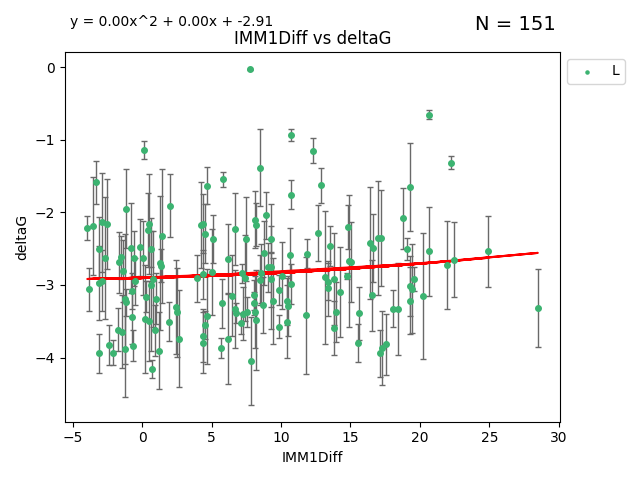 y = 0.00x^2 + 0.00x + -2.91
N = 151
IMM1Diff vs deltaG
L
deltaG
0
−1
−2
−3
−4
−5
0
5
10
15
20
25
30
IMM1Diff